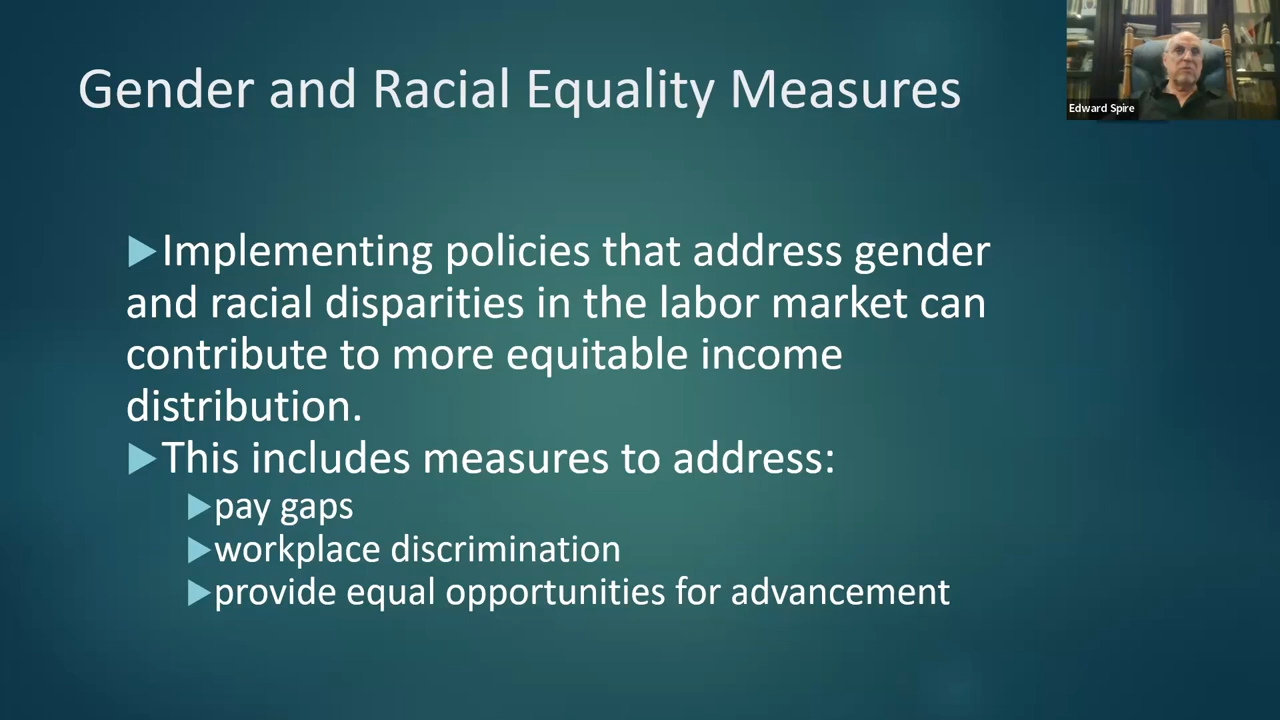 Gender and Racial Equality Measures
Edward Spire
Implementing policies that address gender
and racial disparities in the labor market can
contribute to more equitable income
distribution.
This includes measures to address:
pay gaps
workplace discrimination
provide equal opportunities for advancement